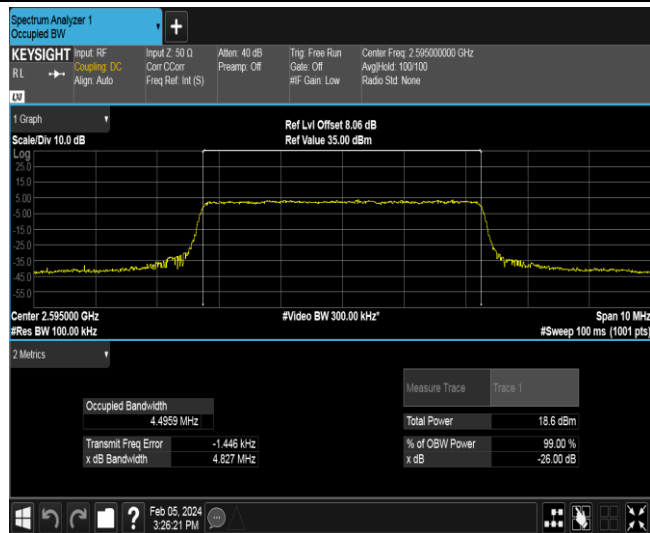 Spectrum Analyzer 1
Occupied BW
+
KEYSIGHT Input: RF Input Z: 50 Ω Atten: 40 dB Trig: Free Run Center Freq: 2.595000000 GHz
RL Coupling: DC Corr CCorr Preamp: Off Gate: Off Avg|Hold: 100/100
Align: Auto Freq Ref: Int (S) #IF Gain: Low Radio Std: None
LXI
1 Graph
Ref Lvl Offset 8.06 dB
Scale/Div 10.0 dB Ref Value 35.00 dBm
Log
25.0
15.0
5.00
-5.00
-15.0
-25.0
-35.0
-45.0
-55.0
Center 2.595000 GHz #Video BW 300.00 kHz* Span 10 MHz
#Res BW 100.00 kHz #Sweep 100 ms (1001 pts)
2 Metrics
Measure Trace Trace 1
Occupied Bandwidth
4.4959 MHz
Total Power 18.6 dBm
Transmit Freq Error -1.446 kHz % of OBW Power 99.00 %
x dB Bandwidth 4.827 MHz x dB -26.00 dB
? Feb 05, 2024
3:26:21 PM